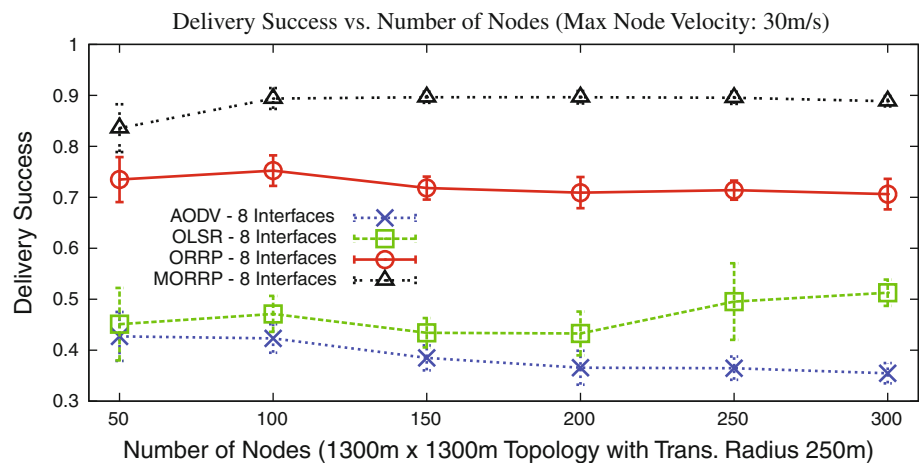 Delivery Success vs. Number of Nodes (Max Node Velocity: 30m/s)
1
0.9
0.8
0.7
0.6
0.5
0.4
0.3
Delivery Success
AODV - 8 Interfaces
OLSR - 8 Interfaces
ORRP - 8 Interfaces
MORRP - 8 Interfaces
50 100 150 200 250 300
Number of Nodes (1300m x 1300m Topology with Trans. Radius 250m)